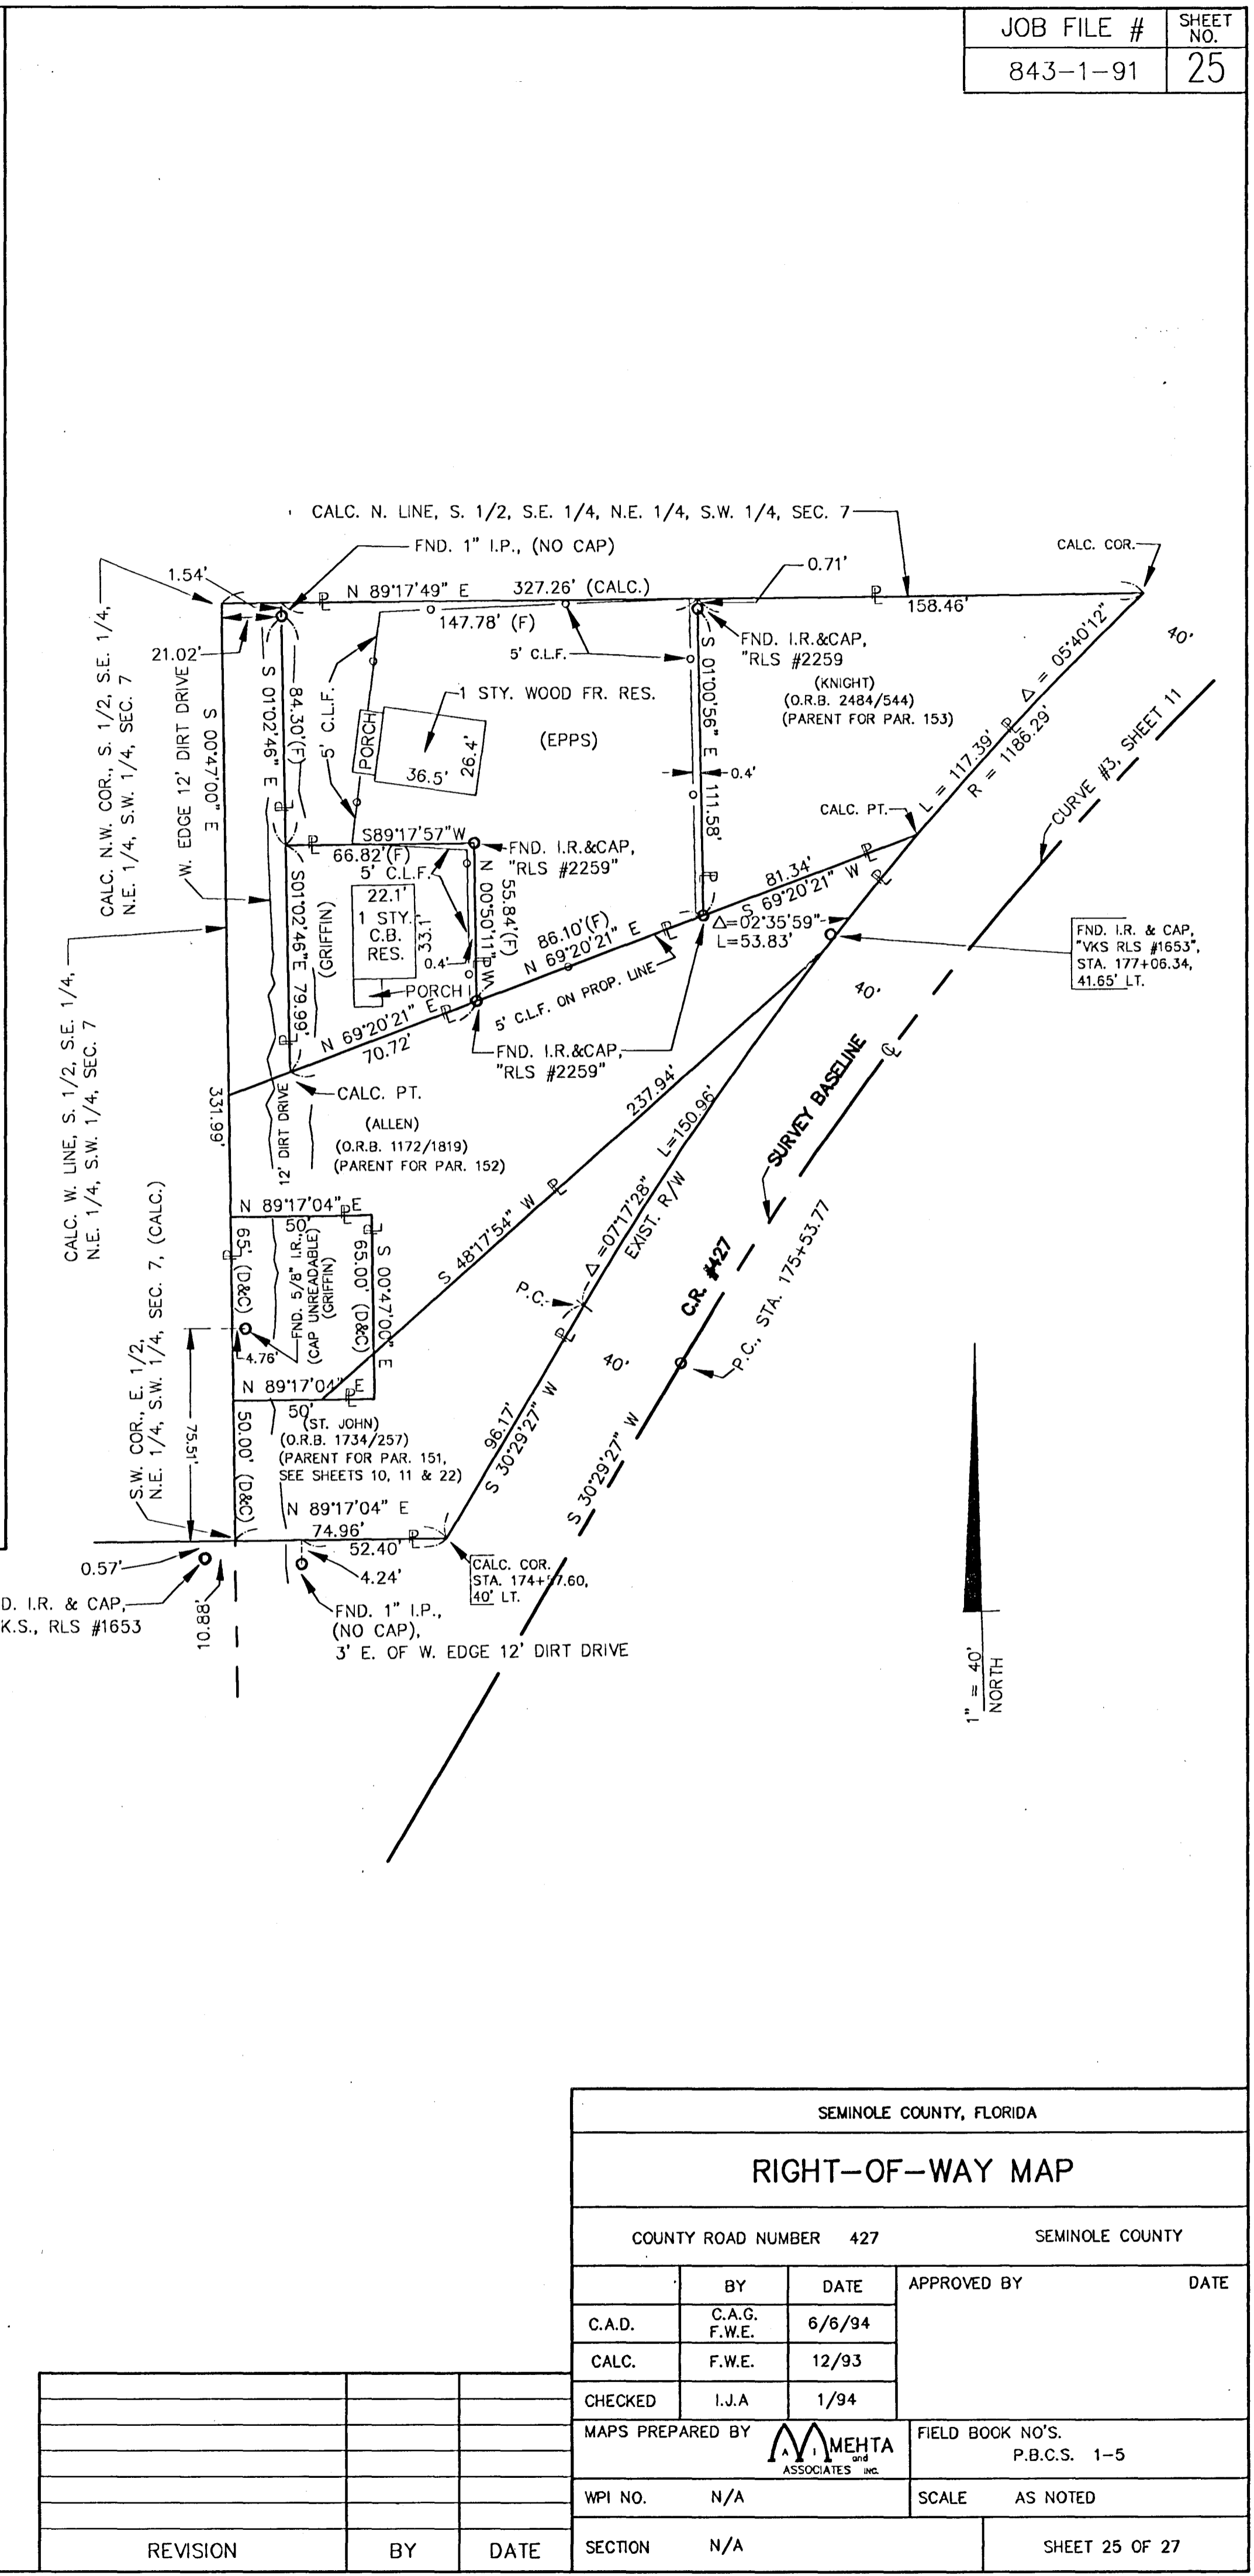 JOB FILE #
SHEET NO.
843-1-91
25
CALC. N. LINE, S. 1/2, S.E. 1/4, N.E. 1/4, S.W. 1/4, SEC. 7
FND. 1" I.P., (NO CAP)
CALC. COR.
0.71'
1.54'
N 89°17'49" E
327.26' (CALC.)
158.46'
147.78' (F)
5' C.L.F.
FND. I.R.&CAP,
"RLS #2259
(KNIGHT)
(O.R.B. 2484/544)
(PARENT FOR PAR. 153)
21.02'
CALC. N.W. COR., S. 1/2, S.E. 1/4,
N.E. 1/4, S.W. 1/4, SEC. 7
W. EDGE 12' DIRT DRIVE
S 00°47'00" E
S 01°02'46" E
84.30'(F)
5' C.L.F.
1 STY. WOOD FR. RES.
PORCH
36.5'
26.4'
(EPPS)
S 01°00'56" E
111.58'
0.4'
L = 117.39'
Δ = 05°40'12"
R = 1186.29'
40'
CURVE #3, SHEET 11
CALC. PT.
S89°17'57"W
66.82'(F)
5' C.L.F.
FND. I.R.&CAP,
"RLS #2259"
22.1'
1 STY.
C.B.
RES.
33.1'
0.4'
PORCH
N 00°50'11" W
55.84'(F)
S01°02'46"E
79.99'
(GRIFFIN)
86.10'(F)
N 69°20'21" E
81.34'
S 69°20'21" W
Δ=02°35'59"
L=53.83'
FND. I.R. & CAP,
"VKS RLS #1653",
STA. 177+06.34,
41.65' LT.
40'
5' C.L.F. ON PROP. LINE
N 69°20'21" E
70.72'
FND. I.R.&CAP,
"RLS #2259"
CALC. PT.
CALC. W. LINE, S. 1/2, S.E. 1/4,
N.E. 1/4, S.W. 1/4, SEC. 7
331.99'
12' DIRT DRIVE
(ALLEN)
(O.R.B. 1172/1819)
(PARENT FOR PAR. 152)
237.94'
S 48°17'54" W
L=150.96'
Δ =07°17'28"
EXIST. R/W
SURVEY BASELINE
C.R. #427
P.C., STA. 175+53.77
P.C.
40'
N 89°17'04" E
50'
65' (D&C)
FND. 5/8" I.R.,
(CAP UNREADABLE)
(GRIFFIN)
65.00' (D&C)
S 00°47'00" E
4.76'
N 89°17'04" E
50'
S.W. COR., E. 1/2,
N.E. 1/4, S.W. 1/4, SEC. 7, (CALC.)
75.51'
50.00' (D&C)
(ST. JOHN)
(O.R.B. 1734/257)
(PARENT FOR PAR. 151,
SEE SHEETS 10, 11 & 22)
96.17'
S 30°29'27" W
S 30°29'27" W
N 89°17'04" E
74.96'
52.40'
0.57'
4.24'
CALC. COR.
STA. 174+57.60,
40' LT.
D. I.R. & CAP,
K.S., RLS #1653
10.88'
FND. 1" I.P.,
(NO CAP),
3' E. OF W. EDGE 12' DIRT DRIVE
1" = 40'
NORTH
SEMINOLE COUNTY, FLORIDA
RIGHT-OF-WAY MAP
COUNTY ROAD NUMBER 427
SEMINOLE COUNTY
BY
DATE
APPROVED BY
DATE
C.A.D.
C.A.G.
F.W.E.
6/6/94
CALC.
F.W.E.
12/93
CHECKED
I.J.A
1/94
MAPS PREPARED BY
MEHTA
and
ASSOCIATES INC.
FIELD BOOK NO'S.
P.B.C.S. 1-5
WPI NO. N/A
SCALE AS NOTED
REVISION
BY
DATE
SECTION N/A
SHEET 25 OF 27